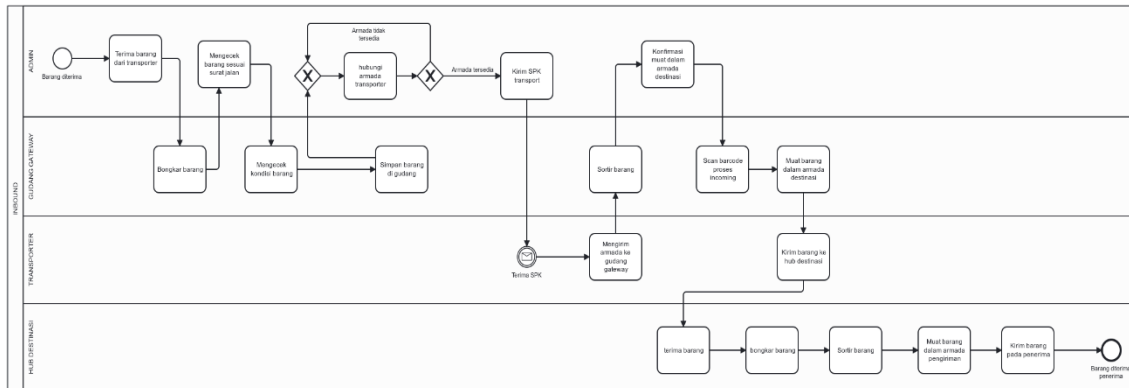 INBOUND
ADMIN
Barang diterima
Terima barang
dari transporter
Mengecek
barang sesuai
surat jalan
Armada tidak
tersedia
hubungi
armada
transporter
Armada tersedia
Kirim SPK
transport
Konfirmasi
muat dalam
armada
destinasi
GUDANG GATEWAY
Bongkar barang
Mengecek
kondisi barang
Simpan barang
di gudang
Sortir barang
Scan barcode
proses
incoming
Muat barang
dalam armada
destinasi
TRANSPORTER
Terima SPK
Mengirim
armada ke
gudang
gateway
Kirim barang ke
hub destinasi
HUB DESTINASI
terima barang
bongkar barang
Sortir barang
Muat barang
dalam armada
pengiriman
Kirim barang
pada penerima
Barang diterima
penerima